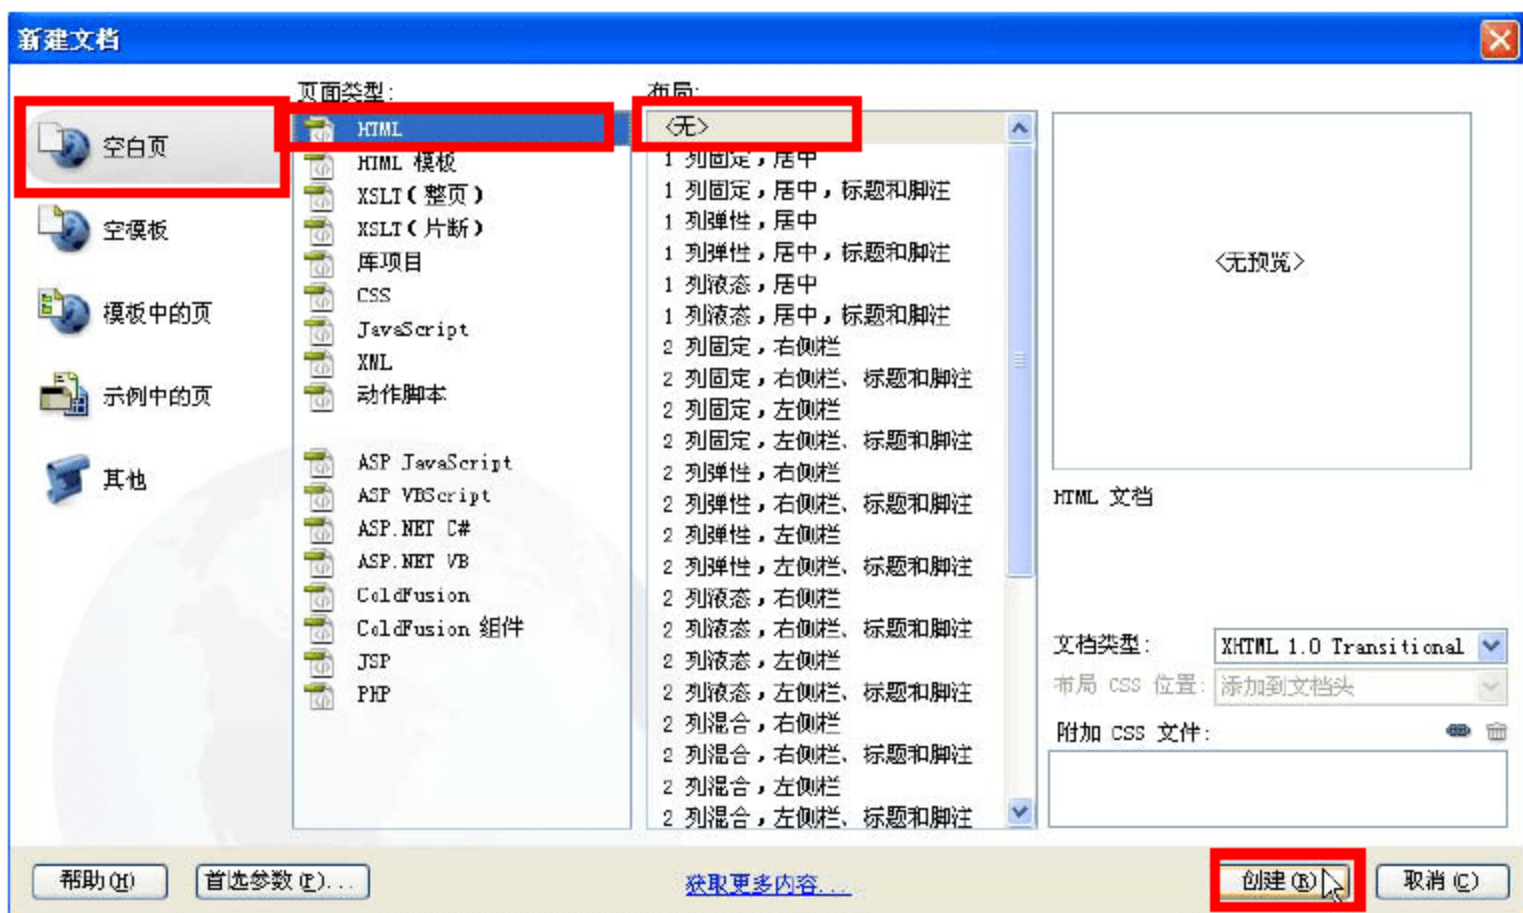 新建文档
页面类型:
布局:
空白页
空模板
模板中的页
示例中的页
其他
HTML
HTML 模板
XSLT(整页)
XSLT(片断)
库项目
CSS
JavaScript
XML
动作脚本
ASP JavaScript
ASP VBScript
ASP.NET C#
ASP.NET VB
ColdFusion
ColdFusion 组件
JSP
PHP
<无>
1 列固定,居中
1 列固定,居中,标题和脚注
1 列弹性,居中
1 列弹性,居中,标题和脚注
1 列液态,居中
1 列液态,居中,标题和脚注
2 列固定,右侧栏
2 列固定,右侧栏、标题和脚注
2 列固定,左侧栏
2 列固定,左侧栏、标题和脚注
2 列弹性,右侧栏
2 列弹性,右侧栏、标题和脚注
2 列弹性,左侧栏
2 列弹性,左侧栏、标题和脚注
2 列液态,右侧栏
2 列液态,右侧栏、标题和脚注
2 列液态,左侧栏
2 列液态,左侧栏、标题和脚注
2 列混合,右侧栏
2 列混合,右侧栏、标题和脚注
2 列混合,左侧栏
2 列混合,左侧栏、标题和脚注
<无预览>
HTML 文档
文档类型: XHTML 1.0 Transitional
布局 CSS 位置: 添加到文档头
附加 CSS 文件:
帮助(H) 首选参数(P)... 获取更多内容... 创建(R) 取消(C)